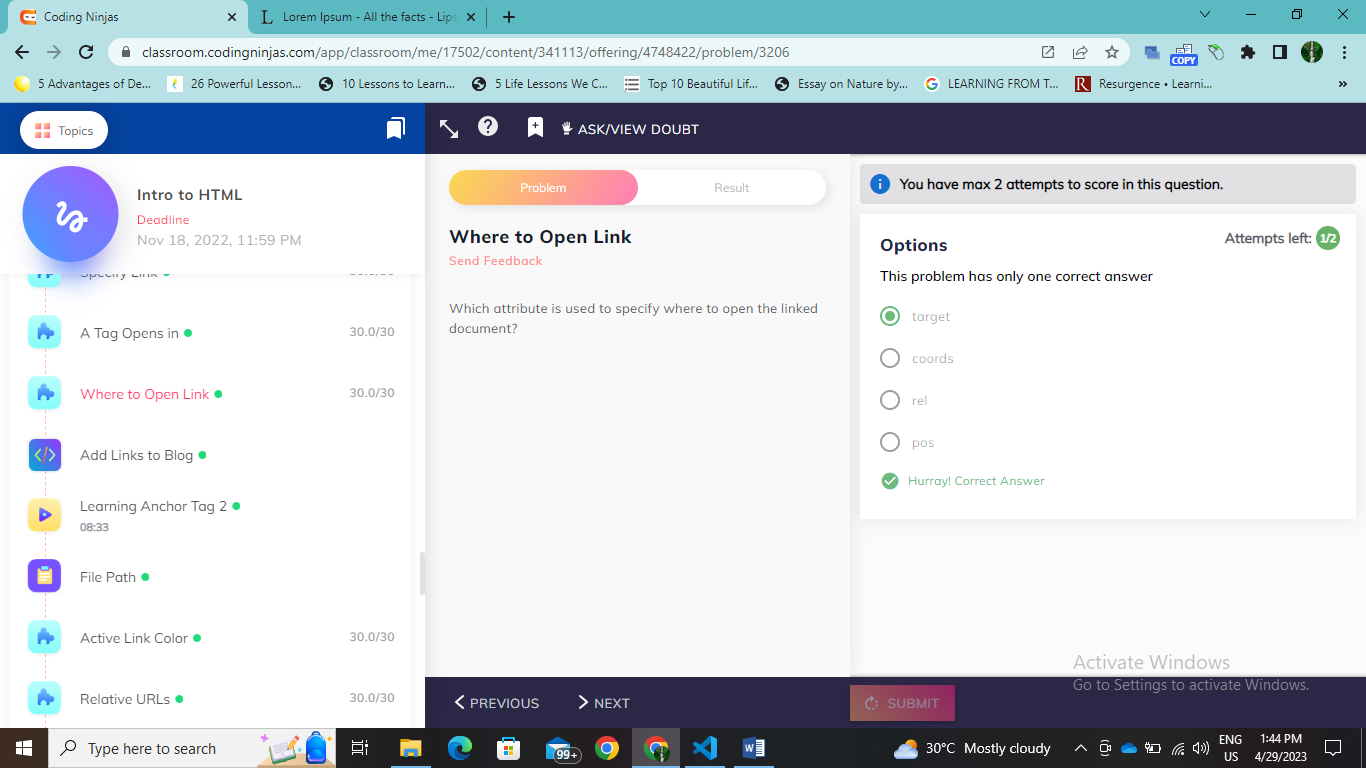 Coding Ninjas
Lorem Ipsum - All the facts - Lips
classroom.codingninjas.com/app/classroom/me/17502/content/341113/offering/4748422/problem/3206
COPY
5 Advantages of De...
26 Powerful Lesson...
10 Lessons to Learn...
5 Life Lessons We C...
Top 10 Beautiful Lif...
Essay on Nature by...
LEARNING FROM T...
Resurgence • Learni...
Topics
ASK/VIEW DOUBT
Intro to HTML
Deadline
Nov 18, 2022, 11:59 PM
Specify Link
A Tag Opens in
30.0/30
Where to Open Link
30.0/30
Add Links to Blog
Learning Anchor Tag 2
08:33
File Path
Active Link Color
30.0/30
Relative URLs
30.0/30
Problem
Result
Where to Open Link
Send Feedback
Which attribute is used to specify where to open the linked
document?
PREVIOUS
NEXT
You have max 2 attempts to score in this question.
Options
Attempts left: 1/2
This problem has only one correct answer
target
coords
rel
pos
Hurray! Correct Answer
Activate Windows
Go to Settings to activate Windows.
SUBMIT
Type here to search
99+
30°C Mostly cloudy
ENG
US
1:44 PM
4/29/2023